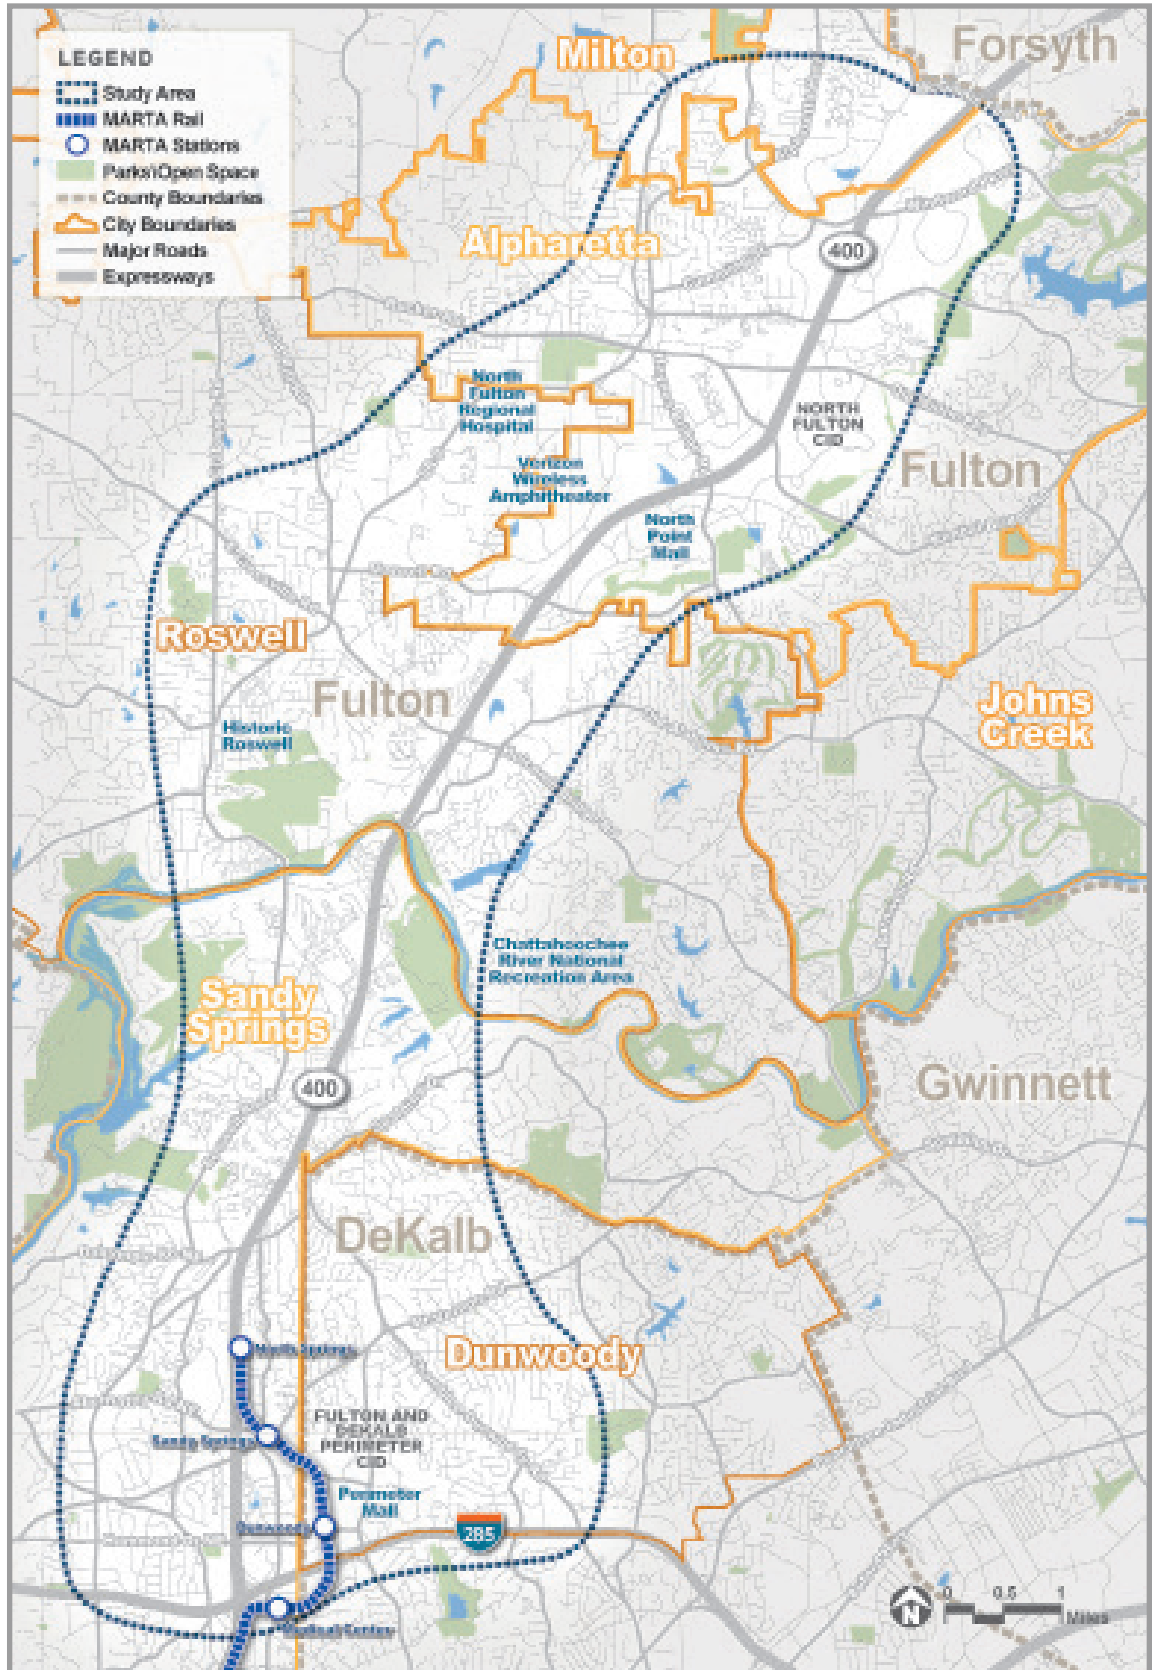 LEGEND
Study Area
MARTA Rail
MARTA Stations
Parks\Open Space
County Boundaries
City Boundaries
Major Roads
Expressways
Milton
Forsyth
Alpharetta
400
North
Fulton
Regional
Hospital
NORTH
FULTON
CID
Verizon
Wireless
Amphitheater
Fulton
North
Point
Mall
Roswell
Fulton
Johns
Creek
Historic
Roswell
Chattahoochee
River National
Recreation Area
Sandy
Springs
400
Gwinnett
DeKalb
North Springs
Dunwoody
FULTON AND
DEKALB
PERIMETER
CID
Sandy Springs
Perimeter
Mall
Dunwoody
285
Medical Center
N
0 0.5 1
Miles